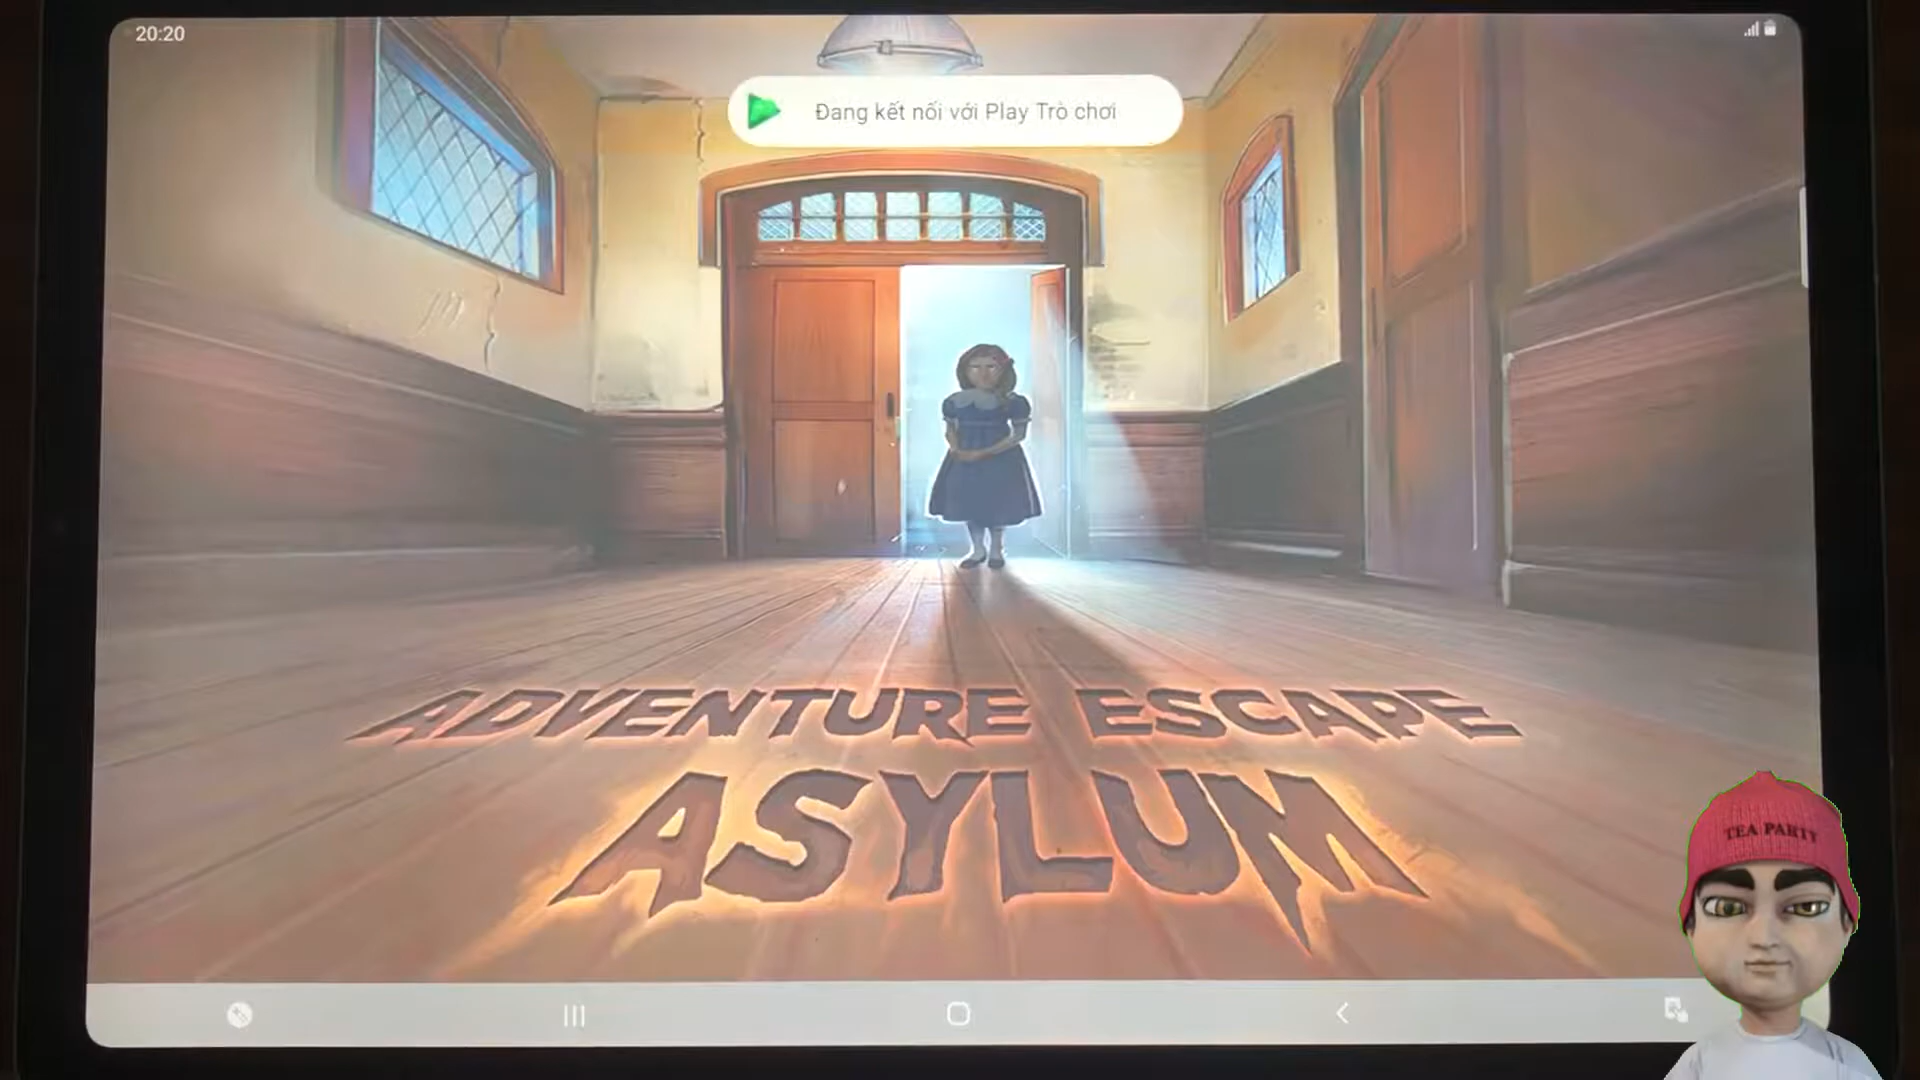 20:20
Đang kết nối với Play Trò chơi
ADVENTURE ESCAPE
ASYLUM
TEA PARTY